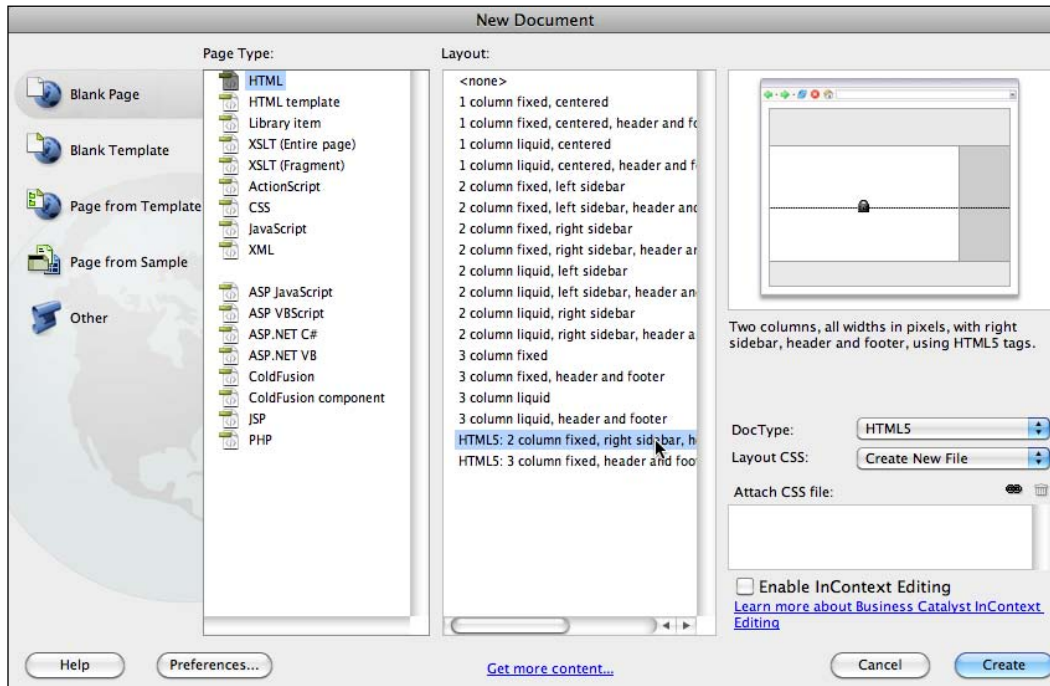 New Document
Blank Page
Blank Template
Page from Template
Page from Sample
Other
Page Type:
HTML
HTML template
Library item
XSLT (Entire page)
XSLT (Fragment)
ActionScript
CSS
JavaScript
XML
ASP JavaScript
ASP VBScript
ASP.NET C#
ASP.NET VB
ColdFusion
ColdFusion component
JSP
PHP
Layout:
<none>
1 column fixed, centered
1 column fixed, centered, header and fo
1 column liquid, centered
1 column liquid, centered, header and f
2 column fixed, left sidebar
2 column fixed, left sidebar, header and
2 column fixed, right sidebar
2 column fixed, right sidebar, header ar
2 column liquid, left sidebar
2 column liquid, left sidebar, header an
2 column liquid, right sidebar
2 column liquid, right sidebar, header a
3 column fixed
3 column fixed, header and footer
3 column liquid
3 column liquid, header and footer
HTML5: 2 column fixed, right sidebar, h
HTML5: 3 column fixed, header and foo
Two columns, all widths in pixels, with right
sidebar, header and footer, using HTML5 tags.
DocType: HTML5
Layout CSS: Create New File
Attach CSS file:
Enable InContext Editing
Learn more about Business Catalyst InContext
Editing
Help
Preferences...
Get more content...
Cancel
Create